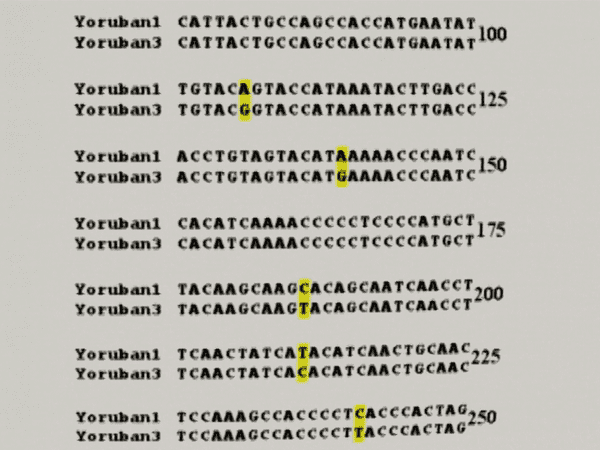 Yoruban1 CATTACTGCCAGCCACCATGAATAT
Yoruban3 CATTACTGCCAGCCACCATGAATAT
100
Yoruban1 TGTACAGTACCATAAATACTTGACC
Yoruban3 TGTACGGTACCATAAATACTTGACC
125
Yoruban1 ACCTGTAGTACATAAAAACCCAATC
Yoruban3 ACCTGTAGTACATGAAAACCCAATC
150
Yoruban1 CACATCAAAACCCCCTCCCCATGCT
Yoruban3 CACATCAAAACCCCCTCCCCATGCT
175
Yoruban1 TACAAGCAAGCACAGCAATCAACCT
Yoruban3 TACAAGCAAGTACAGCAATCAACCT
200
Yoruban1 TCAACTATCATACATCAACTGCAAC
Yoruban3 TCAACTATCACACATCAACTGCAAC
225
Yoruban1 TCCAAAGCCACCCCTCACCCACTAG
Yoruban3 TCCAAAGCCACCCCTTACCCACTAG
250